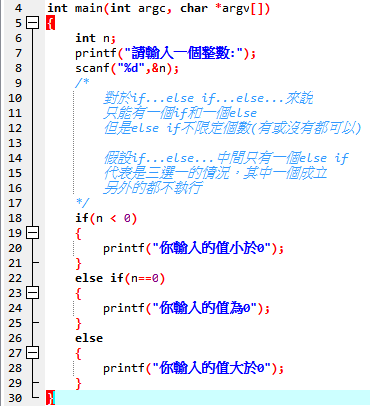 4 int main(int argc, char *argv[])
5 {
6 int n;
7 printf("請輸入一個整數:");
8 scanf("%d",&n);
9 /*
10 對於if...else if...else...來說
11 只能有一個if和一個else
12 但是else if不限定個數(有或沒有都可以)
13
14 假設if...else...中間只有一個else if
15 代表是三選一的情況，其中一個成立
16 另外的都不執行
17 */
18 if(n < 0)
19 {
20 printf("你輸入的值小於0");
21 }
22 else if(n==0)
23 {
24 printf("你輸入的值為0");
25 }
26 else
27 {
28 printf("你輸入的值大於0");
29 }
30 }